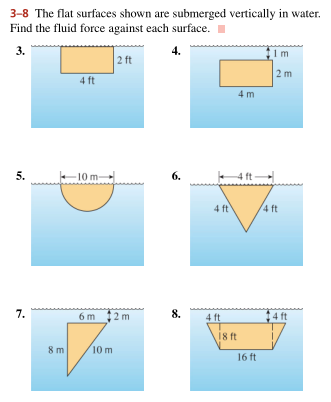 3–8 The flat surfaces shown are submerged vertically in water.
Find the fluid force against each surface.
3.
2 ft
4 ft
4.
1 m
2 m
4 m
5.
10 m
6.
4 ft
4 ft
4 ft
7.
6 m
2 m
8 m
10 m
8.
4 ft
4 ft
8 ft
16 ft